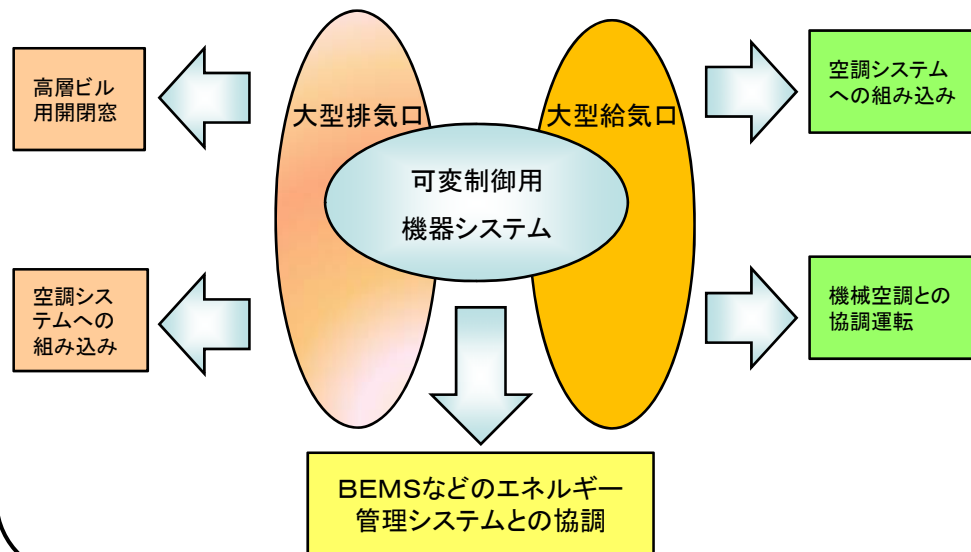 高層ビル
用開閉窓
大型排気口
大型給気口
空調システム
への組み込み
可変制御用
機器システム
空調シス
テムへの
組み込み
機械空調との
協調運転
BEMSなどのエネルギー
管理システムとの協調